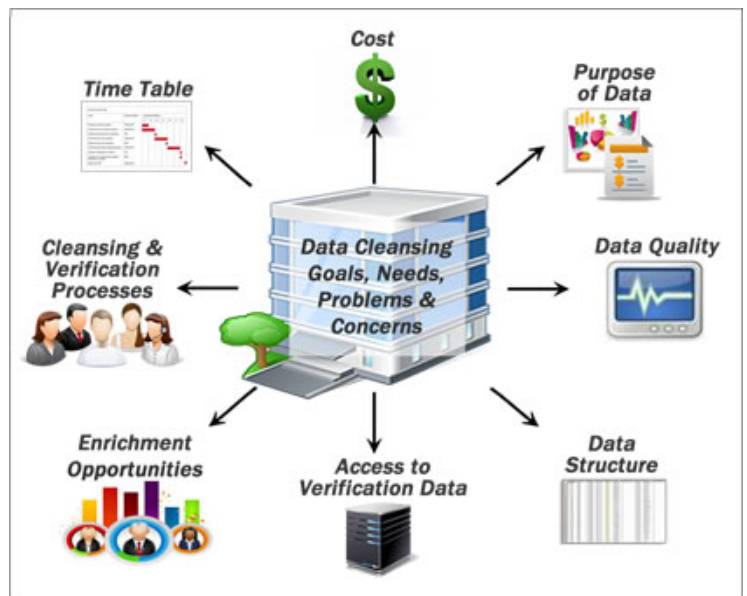 Cost
Time Table
Purpose
of Data
Cleansing &
Verification
Processes
Data Cleansing
Goals, Needs,
Problems &
Concerns
Data Quality
Enrichment
Opportunities
Access to
Verification Data
Data
Structure